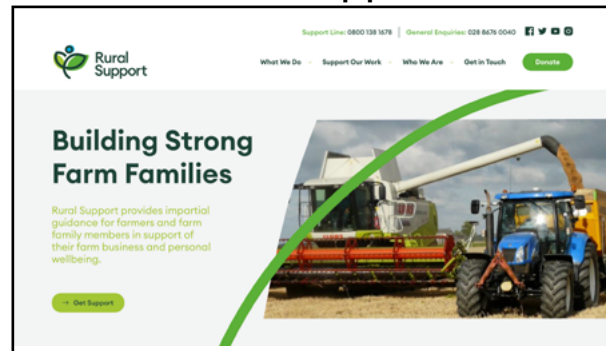 Support Line: 0800 138 1678 | General Enquiries: 028 8676 0040
Rural
Support
What We Do
Support Our Work
Who We Are
Get in Touch
Donate
Building Strong
Farm Families
Rural Support provides impartial
guidance for farmers and farm
family members in support of
their farm business and personal
wellbeing.
→ Get Support
CLAAS